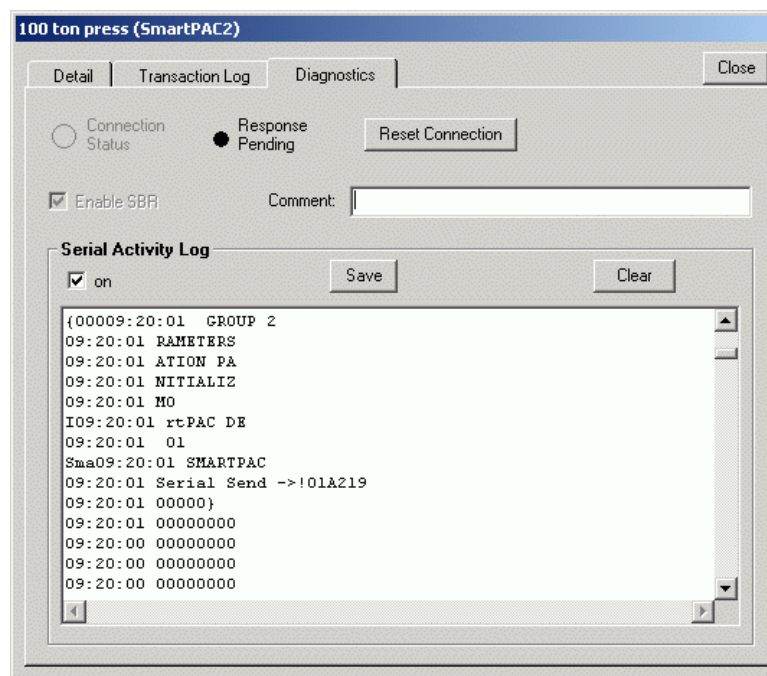 100 ton press (SmartPAC2)
Close
Detail
Transaction Log
Diagnostics
Connection Status
Response Pending
Reset Connection
Enable SBR
Comment:
Serial Activity Log
on
Save
Clear
{00009:20:01  GROUP 2
09:20:01 RAMETERS
09:20:01 ATION PA
09:20:01 NITIALIZ
09:20:01 MO
I09:20:01 rtPAC DE
09:20:01  01
Sma09:20:01 SMARTPAC
09:20:01 Serial Send ->!01A219
09:20:01 00000}
09:20:01 00000000
09:20:00 00000000
09:20:00 00000000
09:20:00 00000000